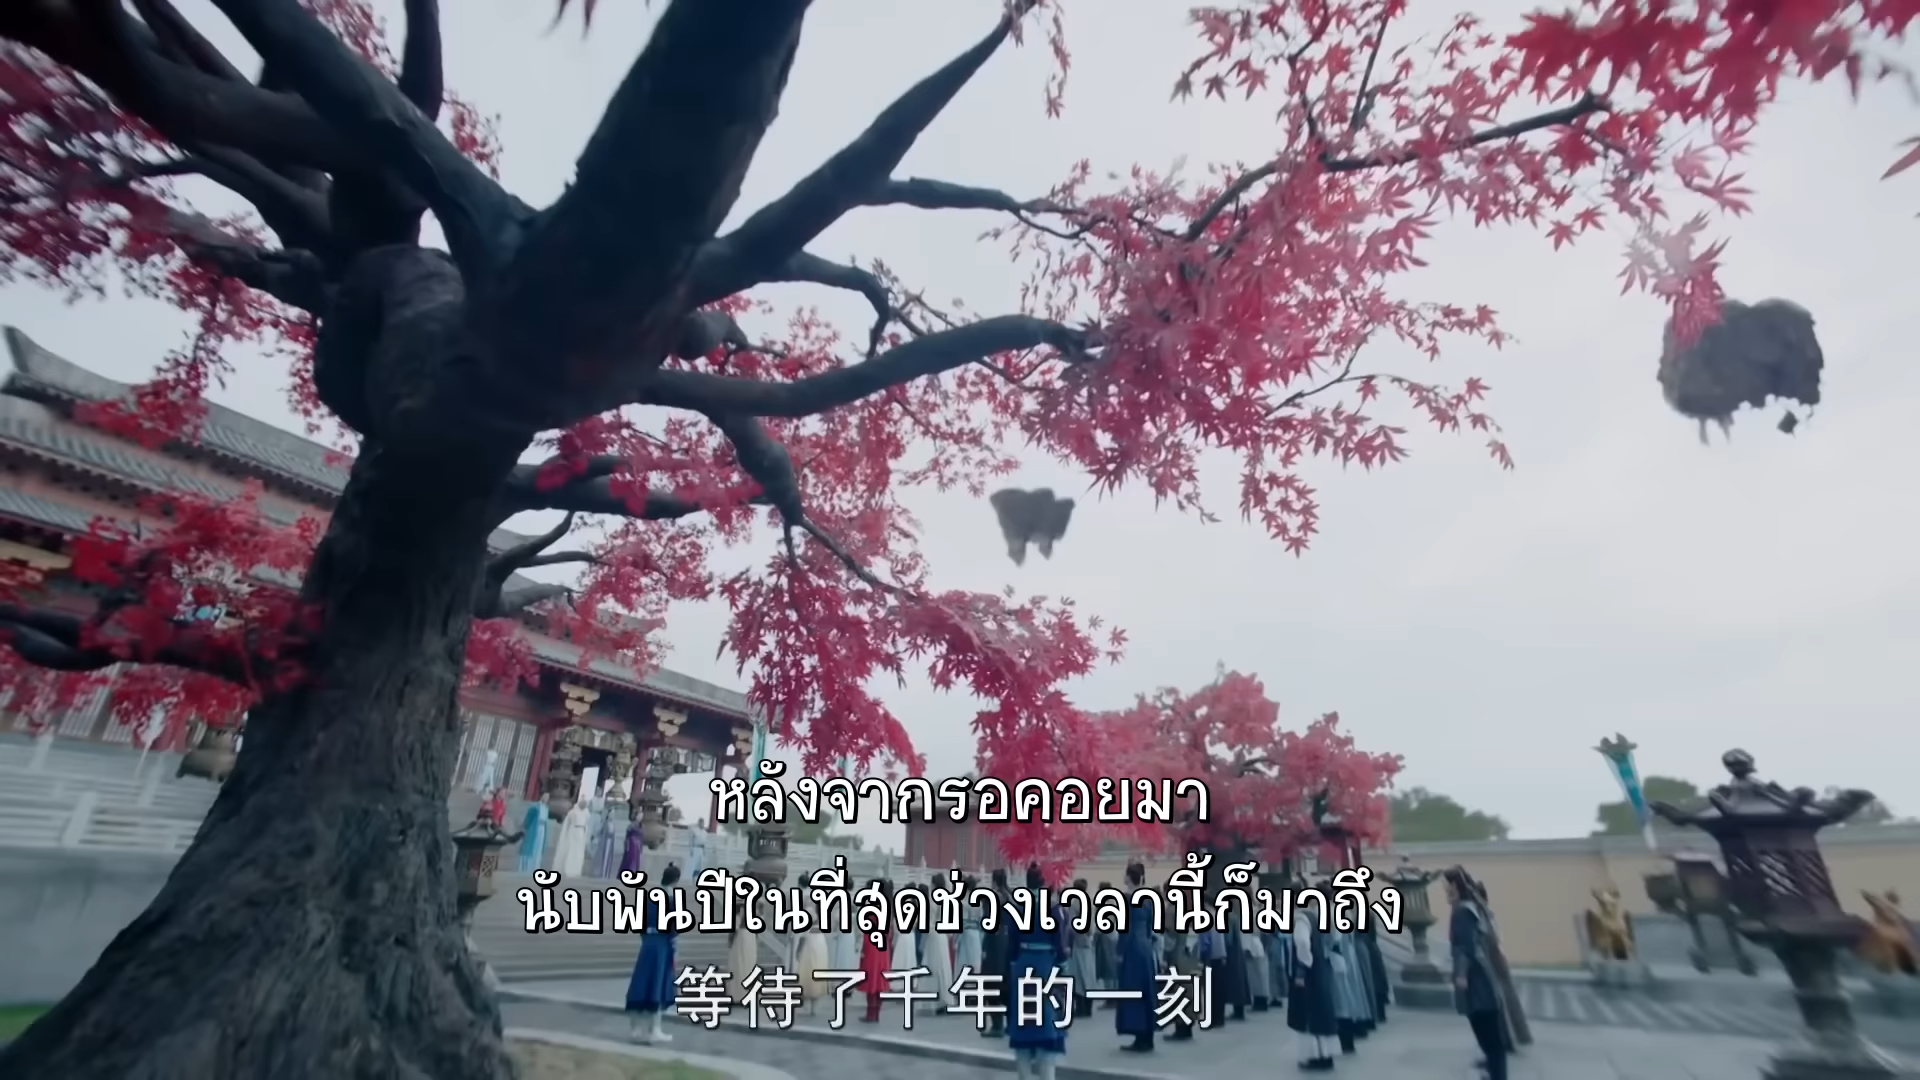 หลังจากรอคอยมา
นับพันปีในที่สุดช่วงเวลานี้ก็มาถึง
等待了千年的一刻